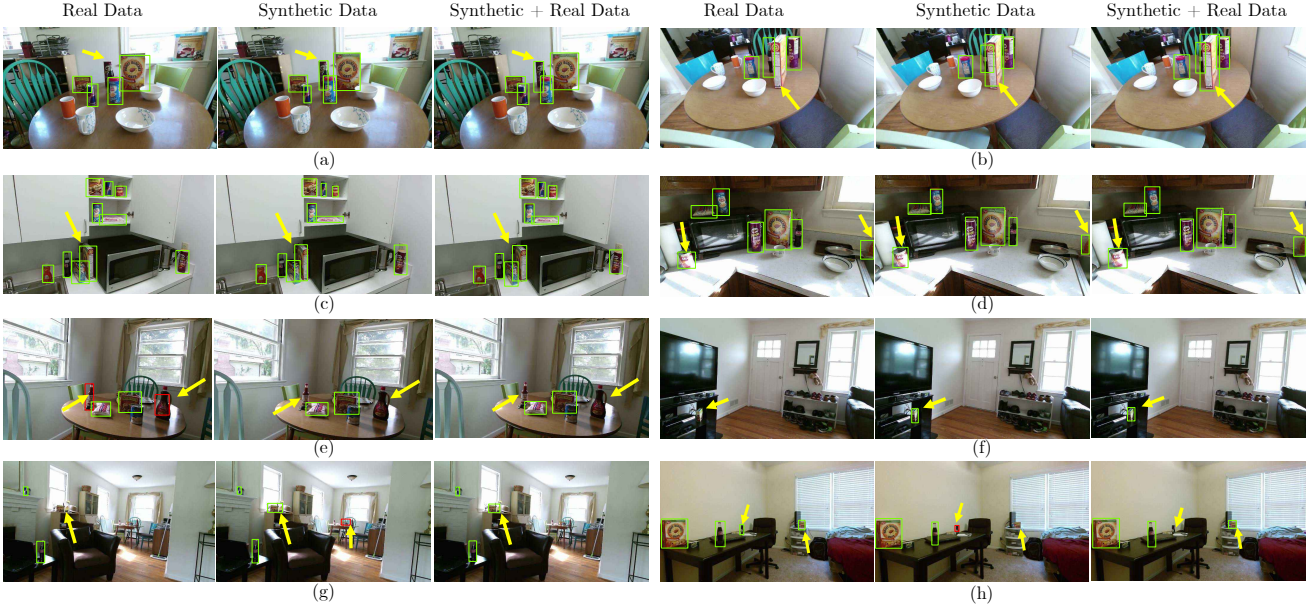 Real Data Synthetic Data Synthetic + Real Data Real Data Synthetic Data Synthetic + Real Data
(a) (b)
(c) (d)
(e) (f)
(g) (h)